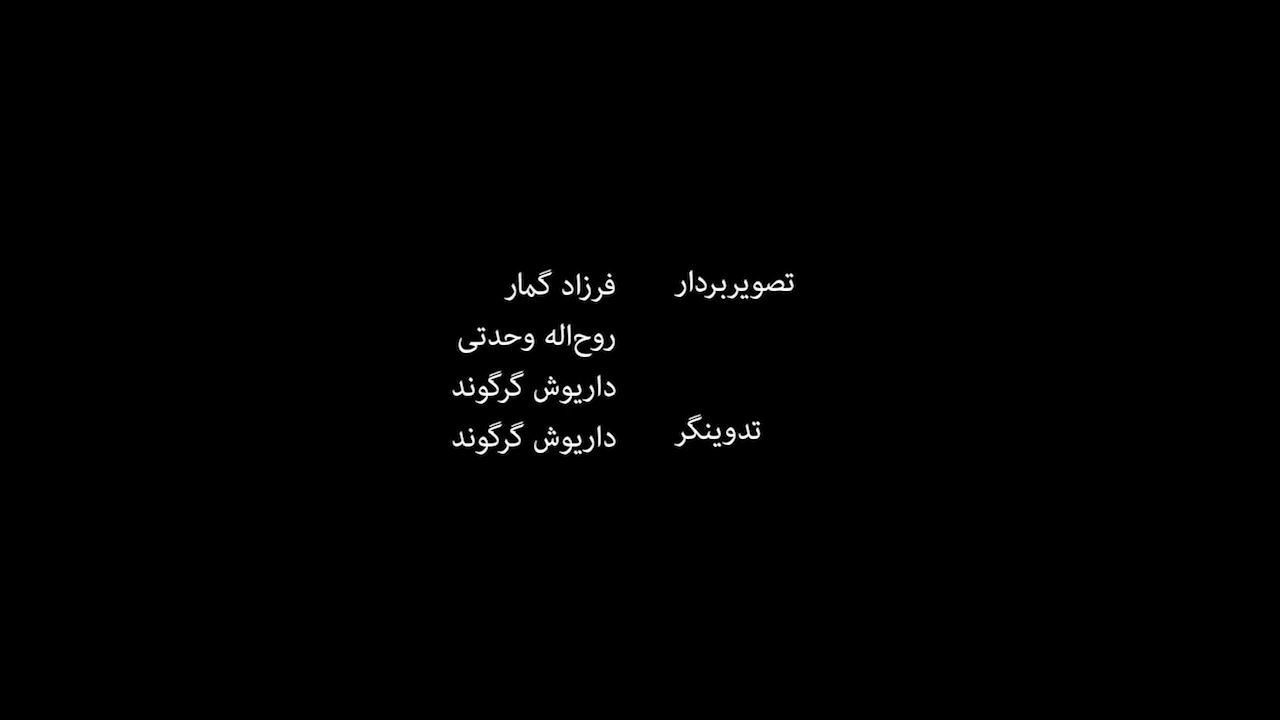 تصویربردار فرزاد گمار
روح‌اله وحدتی
داریوش گرگوند
تدوینگر داریوش گرگوند